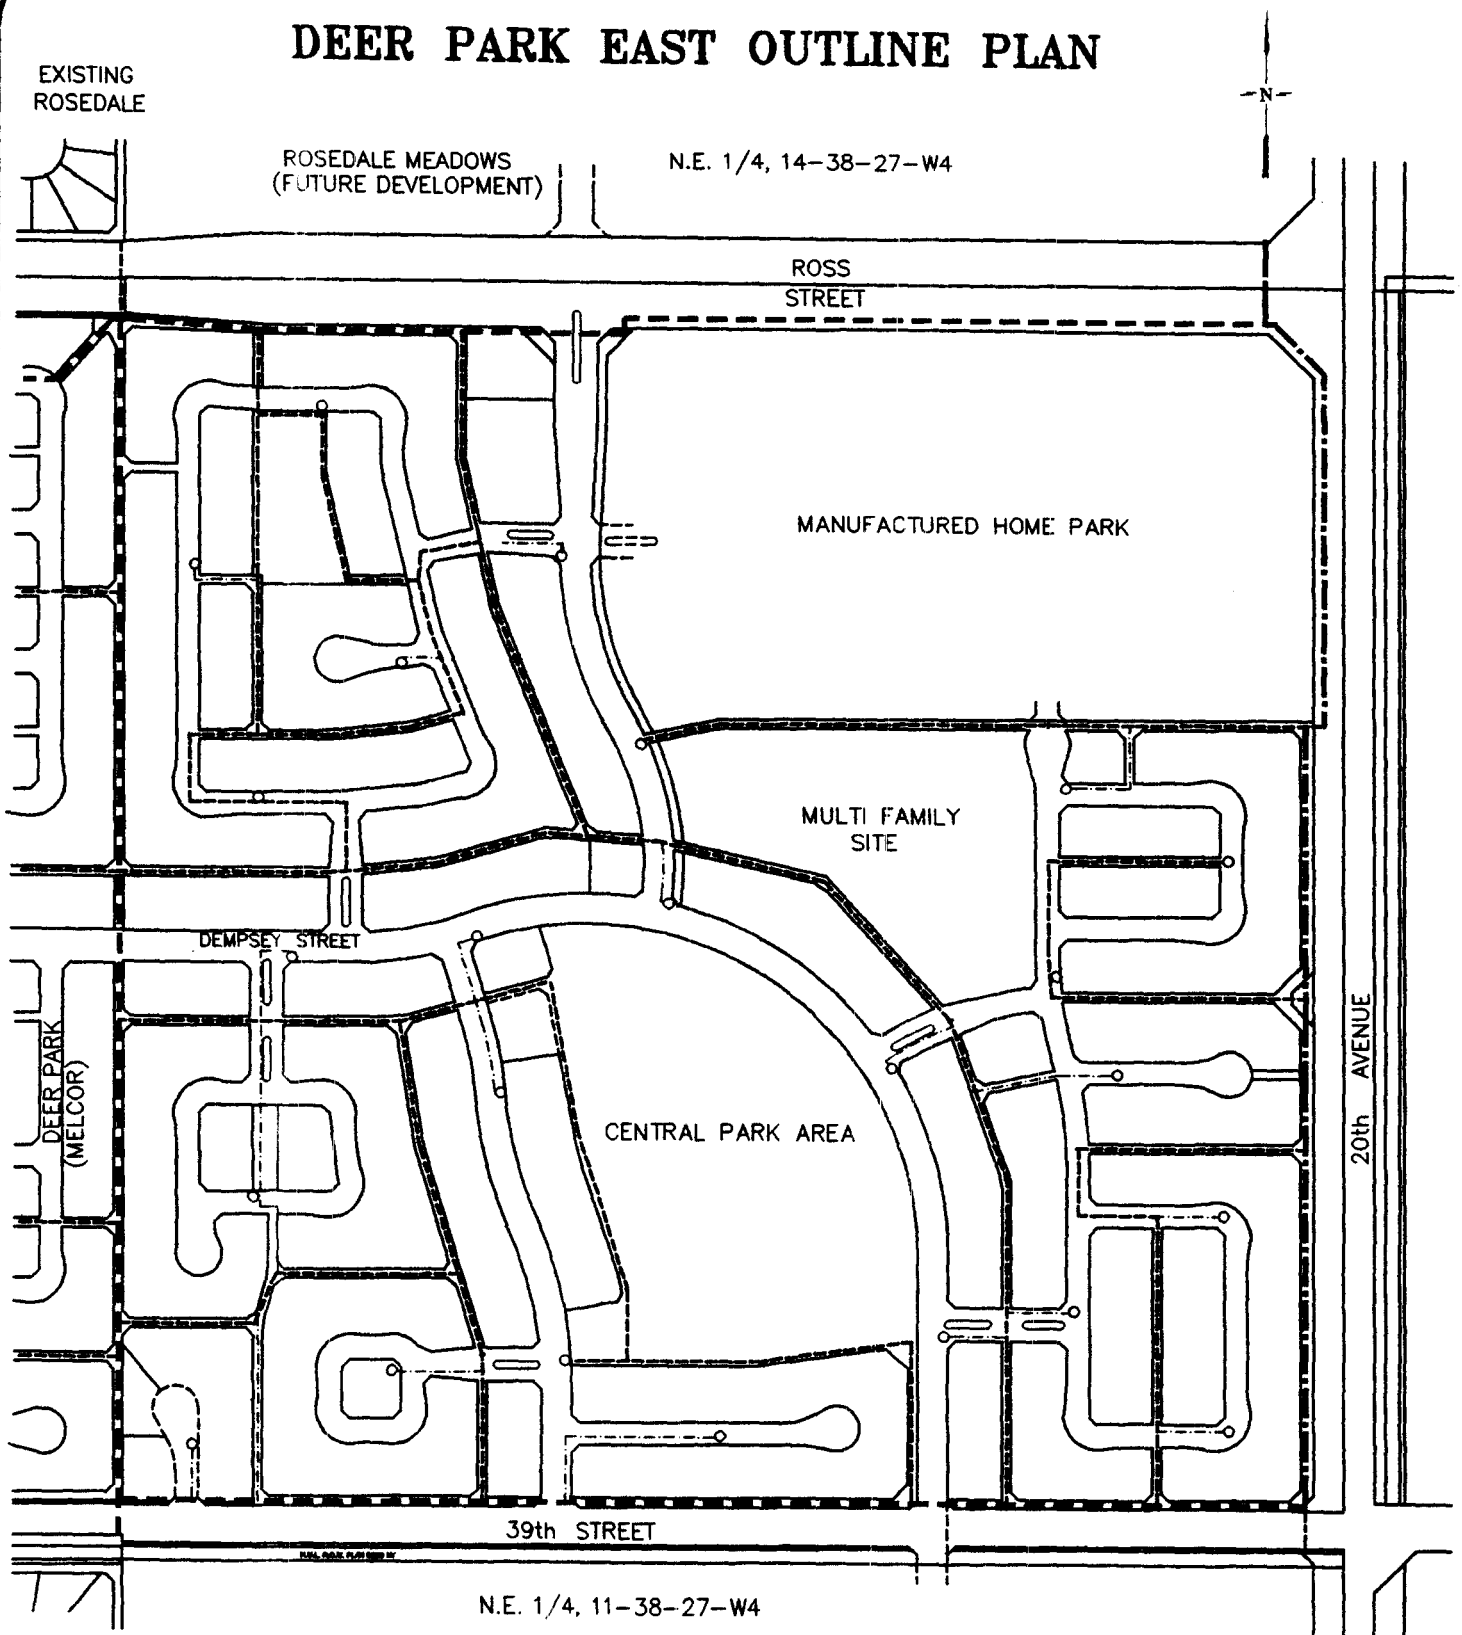 DEER PARK EAST OUTLINE PLAN
EXISTING
ROSEDALE
-N-
ROSEDALE MEADOWS
(FUTURE DEVELOPMENT)
N.E. 1/4, 14-38-27-W4
ROSS
STREET
MANUFACTURED HOME PARK
MULTI FAMILY
SITE
DEMPSEY STREET
DEER PARK
(MELCOR)
CENTRAL PARK AREA
20th AVENUE
39th STREET
N.E. 1/4, 11-38-27-W4